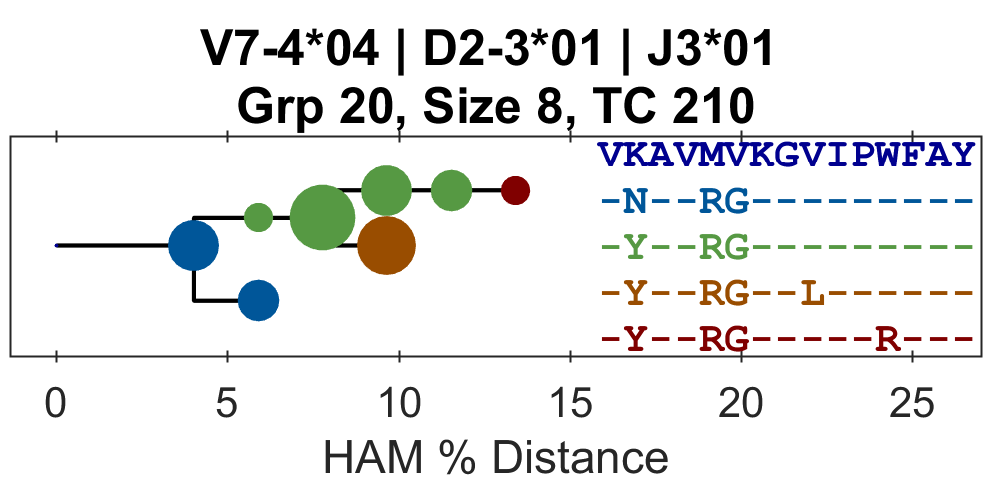 V7-4*04 | D2-3*01 | J3*01
Grp 20, Size 8, TC 210
VKAVMVKGVIPWFAY
-N--RG---------
-Y--RG---------
-Y--RG--L------
-Y--RG-----R---
0 5 10 15 20 25
HAM % Distance